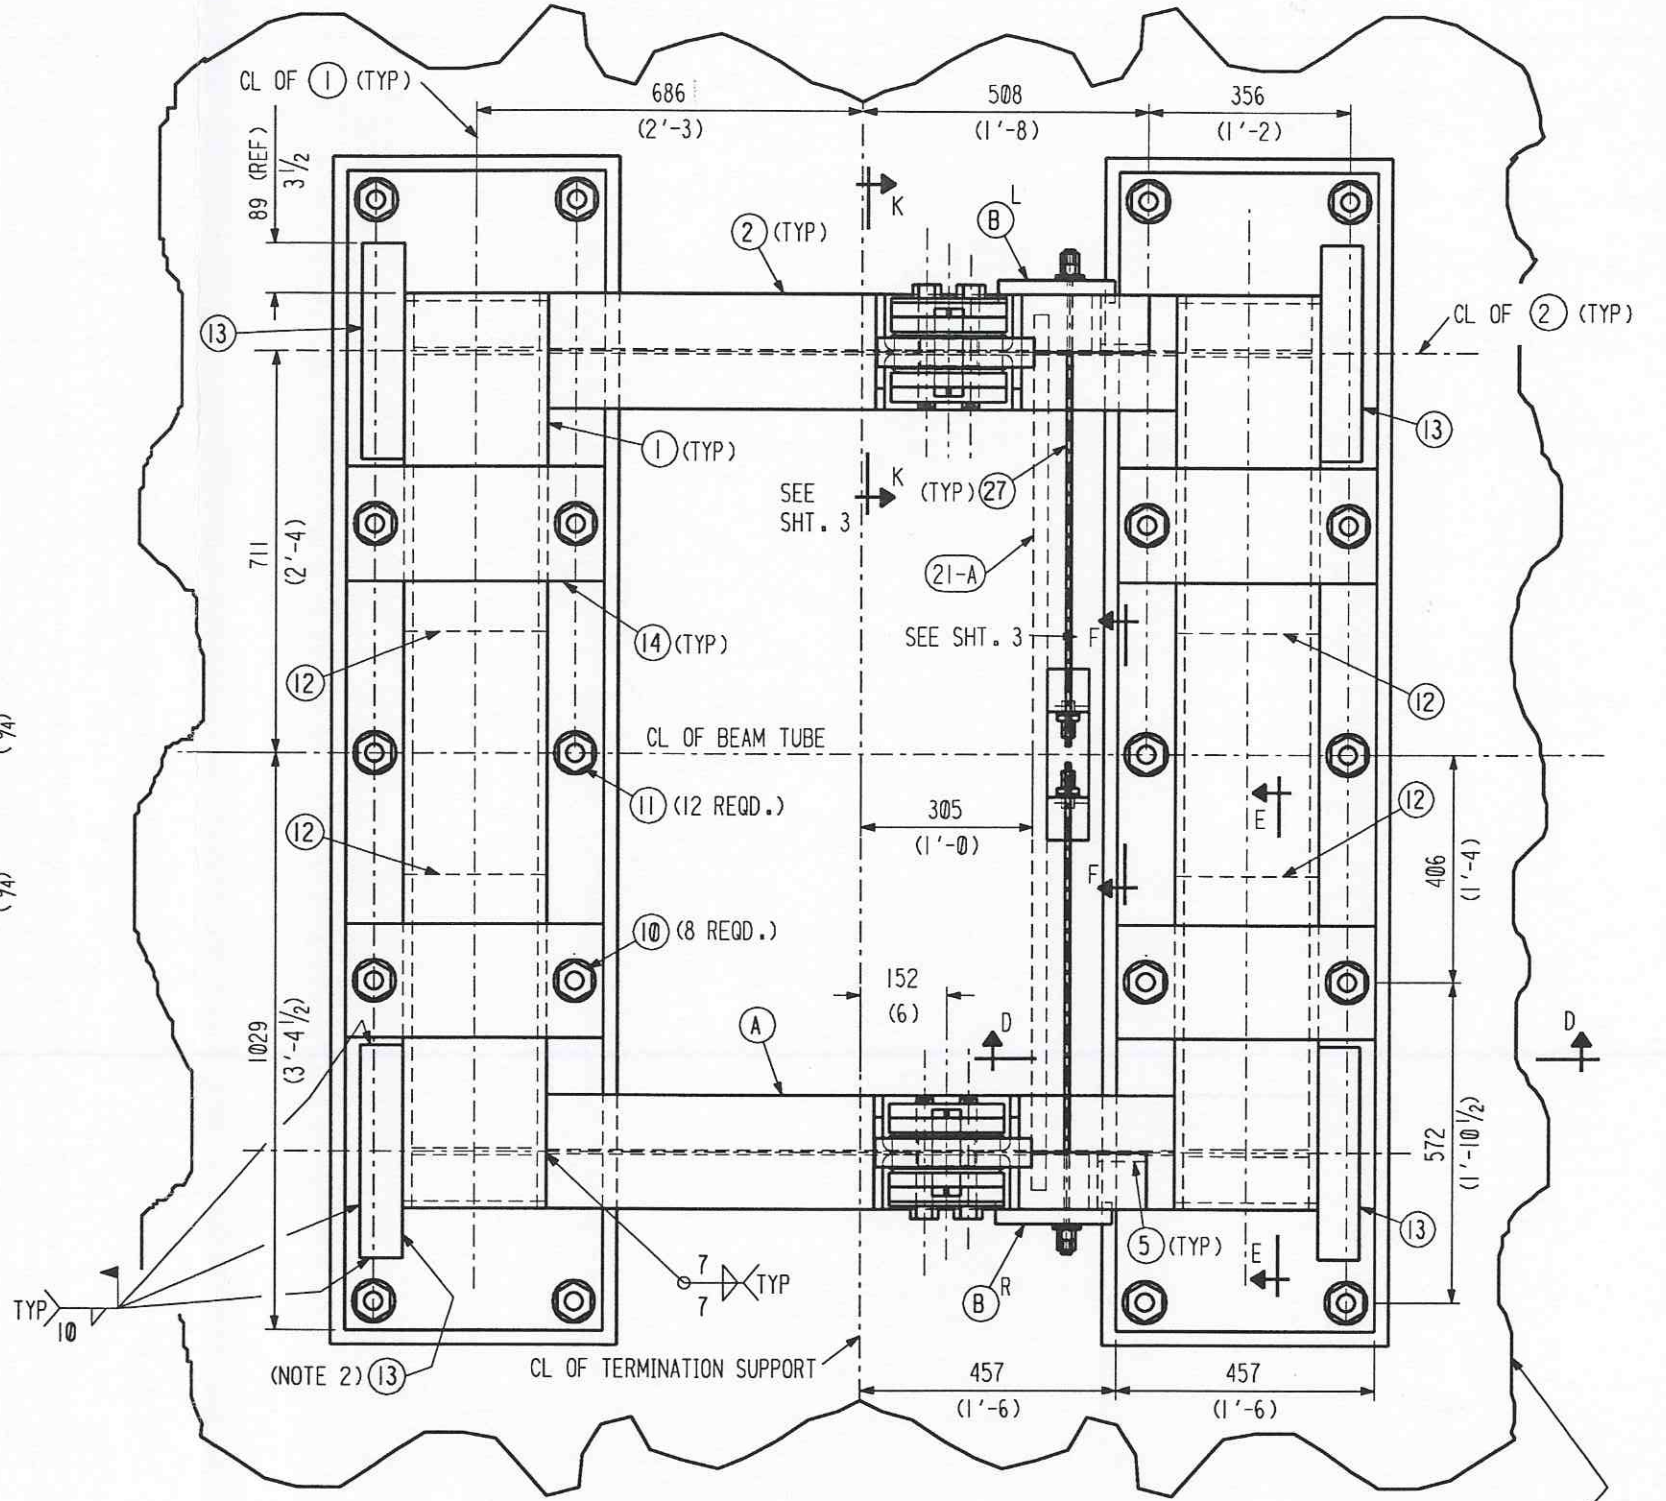 CL OF 1 (TYP)
686
(2'-3)
508
(1'-8)
356
(1'-2)
89 (REF)
3 1/2
K
L
B
2 (TYP)
CL OF 2 (TYP)
13
13
1 (TYP)
K
(TYP) 27
SEE
SHT. 3
711
(2'-4)
21-A
SEE SHT. 3
F
14 (TYP)
12
12
CL OF BEAM TUBE
11 (12 REQD.)
305
(1'-0)
E
12
12
F
406
(1'-4)
10 (8 REQD.)
152
(6)
A
D
D
1029
(3'-4 1/2)
572
(1'-10 1/2)
5 (TYP)
13
E
7
7
TYP
B
R
TYP
10
(NOTE 2) 13
CL OF TERMINATION SUPPORT
457
(1'-6)
457
(1'-6)